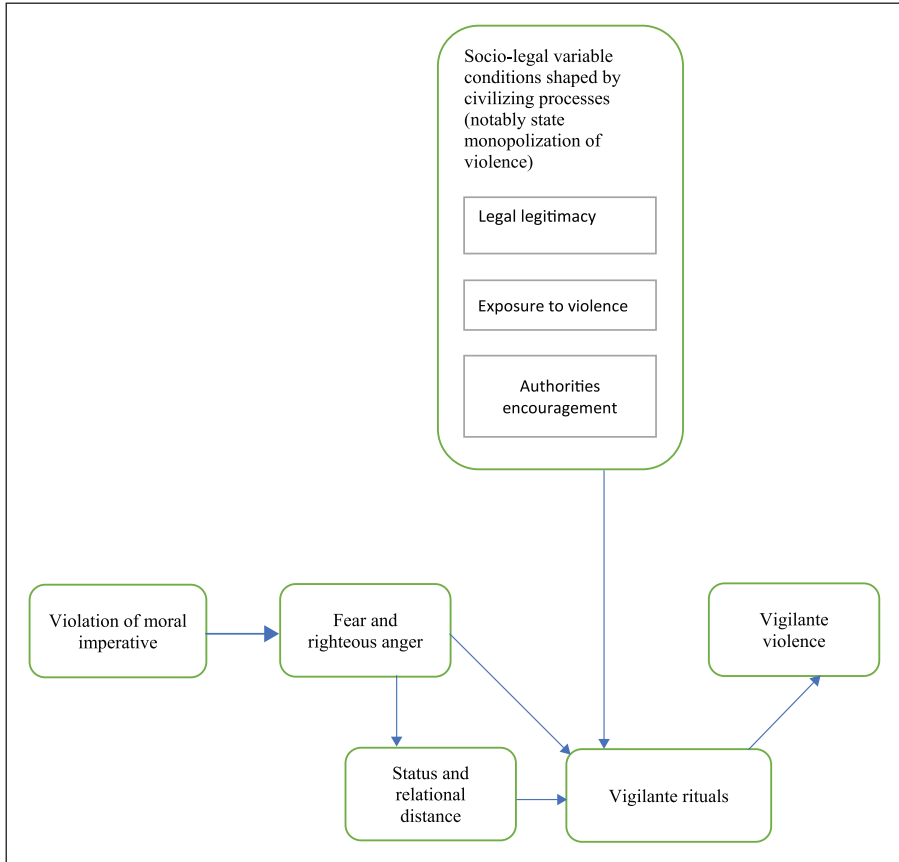 Socio-legal variable
conditions shaped by
civilizing processes
(notably state
monopolization of
violence)
Legal legitimacy
Exposure to violence
Authorities
encouragement
Violation of moral
imperative
Fear and
righteous anger
Vigilante
violence
Status and
relational
distance
Vigilante rituals